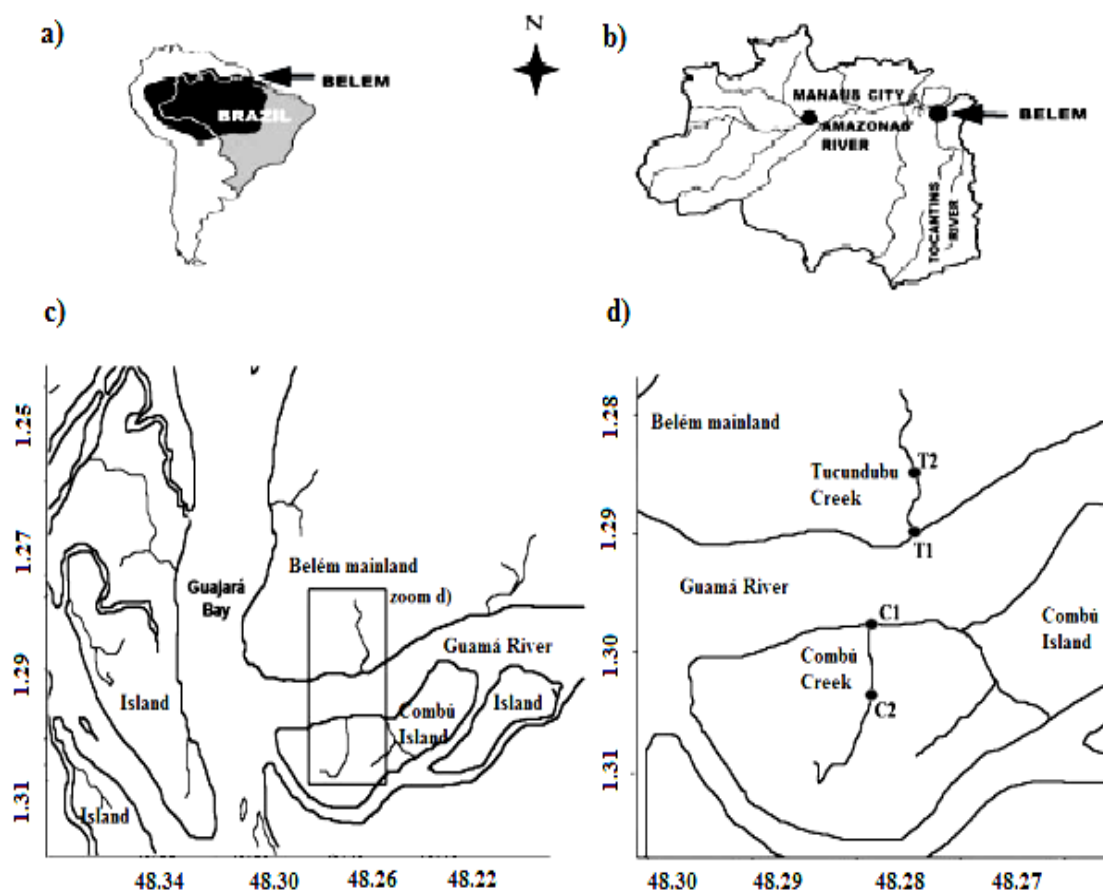 a)
N
BELEM
BRAZIL
b)
MANAUS CITY
AMAZONAS
RIVER
BELEM
TOCANTINS
RIVER
c)
1.25
1.27
1.29
1.31
Guajará
Bay
Belém mainland
zoom d)
Guamá River
Island
Combú
Island
Island
Island
48.34
48.30
48.26
48.22
d)
1.28
1.29
1.30
1.31
Belém mainland
Tucundubu
Creek
T2
T1
Guamá River
C1
Combú
Creek
C2
Combú
Island
48.30
48.29
48.28
48.27